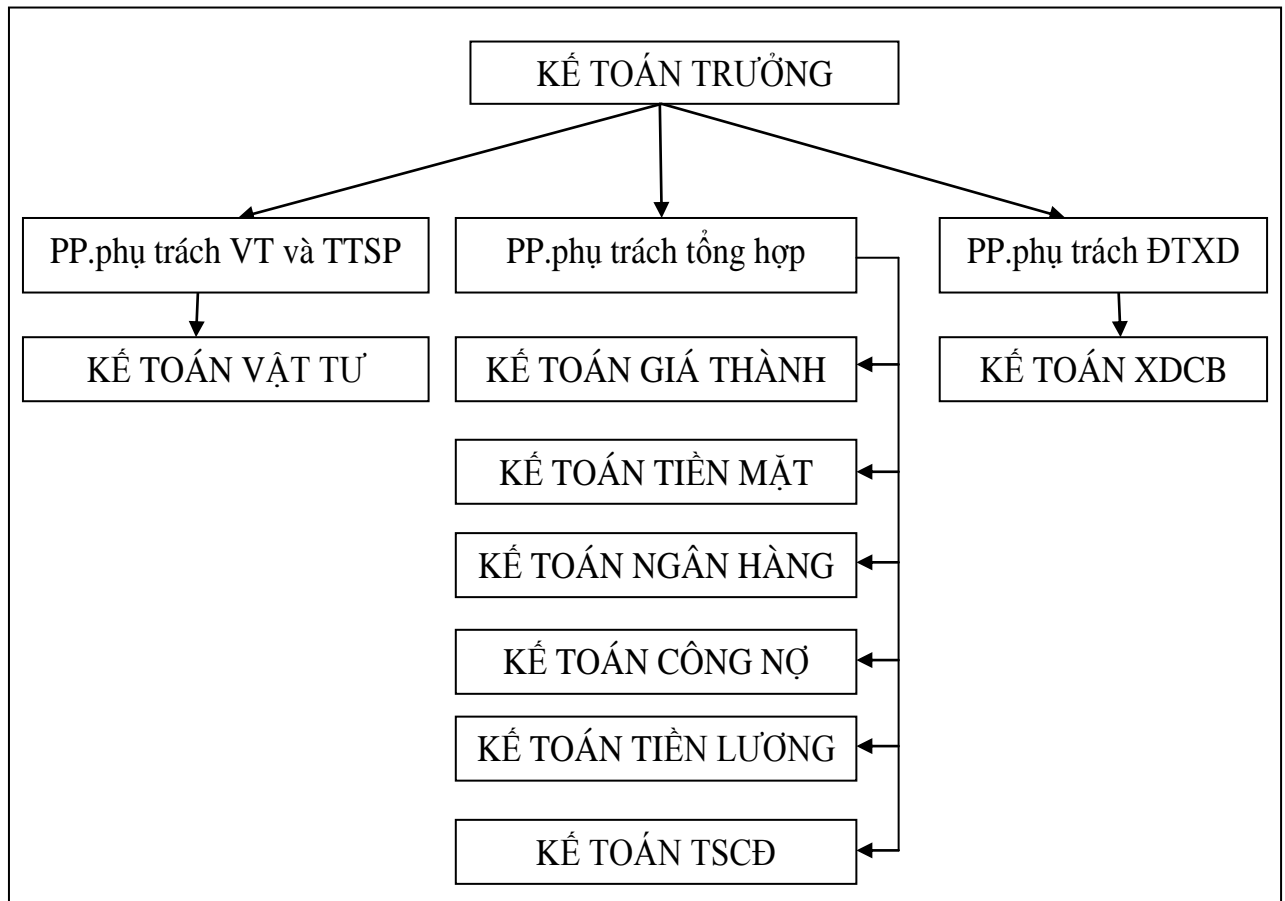 KẾ TOÁN TRƯỞNG
PP.phụ trách VT và TTSP
PP.phụ trách tổng hợp
PP.phụ trách ĐTXD
KẾ TOÁN VẬT TƯ
KẾ TOÁN GIÁ THÀNH
KẾ TOÁN XDCB
KẾ TOÁN TIỀN MẶT
KẾ TOÁN NGÂN HÀNG
KẾ TOÁN CÔNG NỢ
KẾ TOÁN TIỀN LƯƠNG
KẾ TOÁN TSCĐ